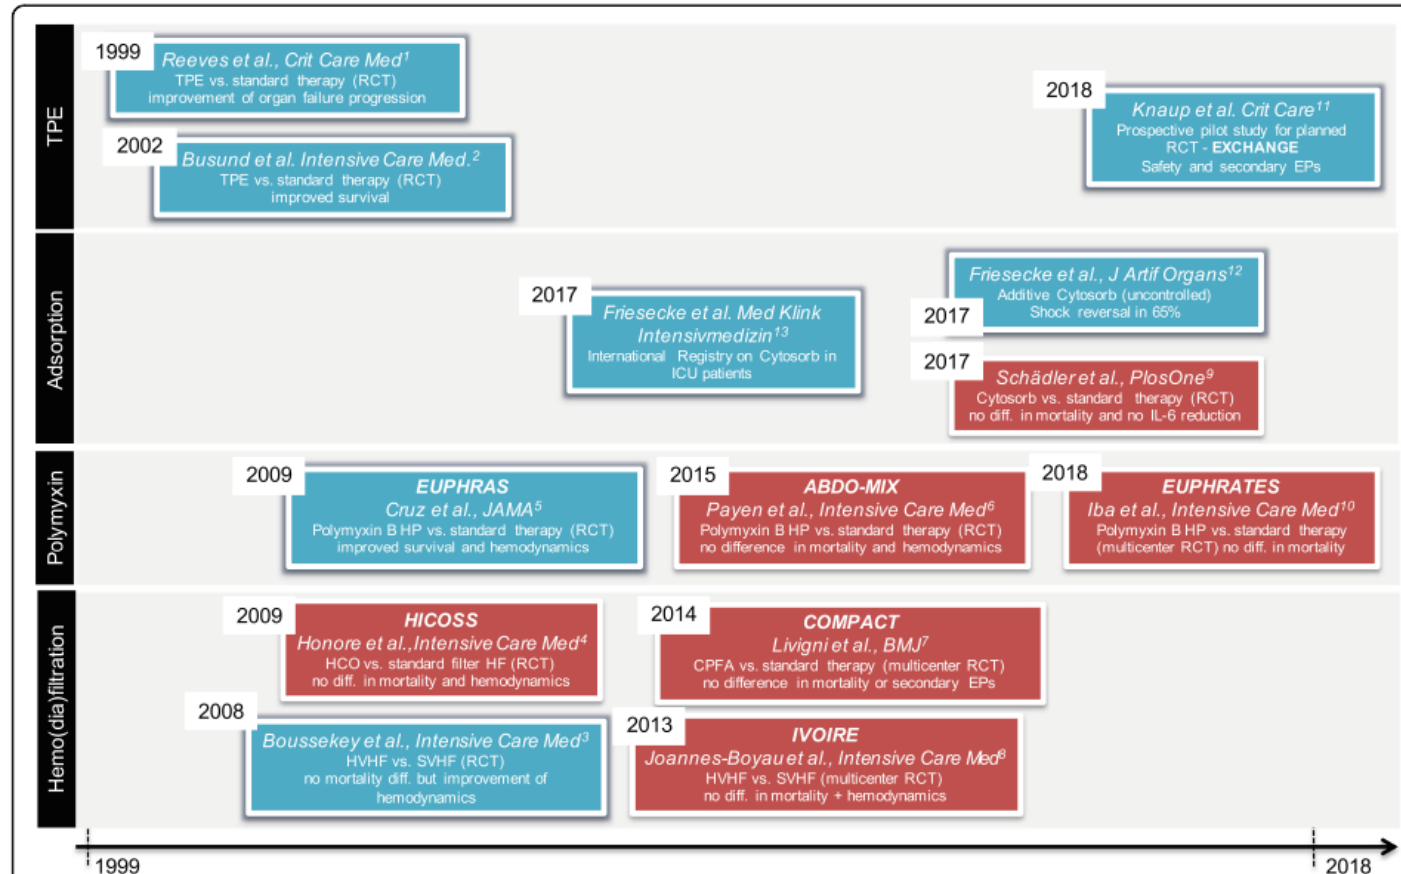 TPE
1999
Reeves et al., Crit Care Med1
TPE vs. standard therapy (RCT)
improvement of organ failure progression
2002
Busund et al. Intensive Care Med.2
TPE vs. standard therapy (RCT)
improved survival
2018
Knaup et al. Crit Care11
Prospective pilot study for planned
RCT - EXCHANGE
Safety and secondary EPs
Adsorption
2017
Friesecke et al. Med Klink
Intensivmedizin13
International Registry on Cytosorb in
ICU patients
2017
Friesecke et al., J Artif Organs12
Additive Cytosorb (uncontrolled)
Shock reversal in 65%
2017
Schädler et al., PlosOne9
Cytosorb vs. standard therapy (RCT)
no diff. in mortality and no IL-6 reduction
Polymyxin
2009
EUPHRAS
Cruz et al., JAMA5
Polymyxin B HP vs. standard therapy (RCT)
improved survival and hemodynamics
2015
ABDO-MIX
Payen et al., Intensive Care Med6
Polymyxin B HP vs. standard therapy (RCT)
no difference in mortality and hemodynamics
2018
EUPHRATES
Iba et al., Intensive Care Med10
Polymyxin B HP vs. standard therapy
(multicenter RCT) no diff. in mortality
Hemo(dia)filtration
2009
HICOSS
Honore et al., Intensive Care Med4
HCO vs. standard filter HF (RCT)
no diff. in mortality and hemodynamics
2014
COMPACT
Livigni et al., BMJ7
CPFA vs. standard therapy (multicenter RCT)
no difference in mortality or secondary EPs
2008
Boussekey et al., Intensive Care Med3
HVHF vs. SVHF (RCT)
no mortality diff. but improvement of
hemodynamics
2013
IVOIRE
Joannes-Boyau et al., Intensive Care Med8
HVHF vs. SVHF (multicenter RCT)
no diff. in mortality + hemodynamics
1999
2018